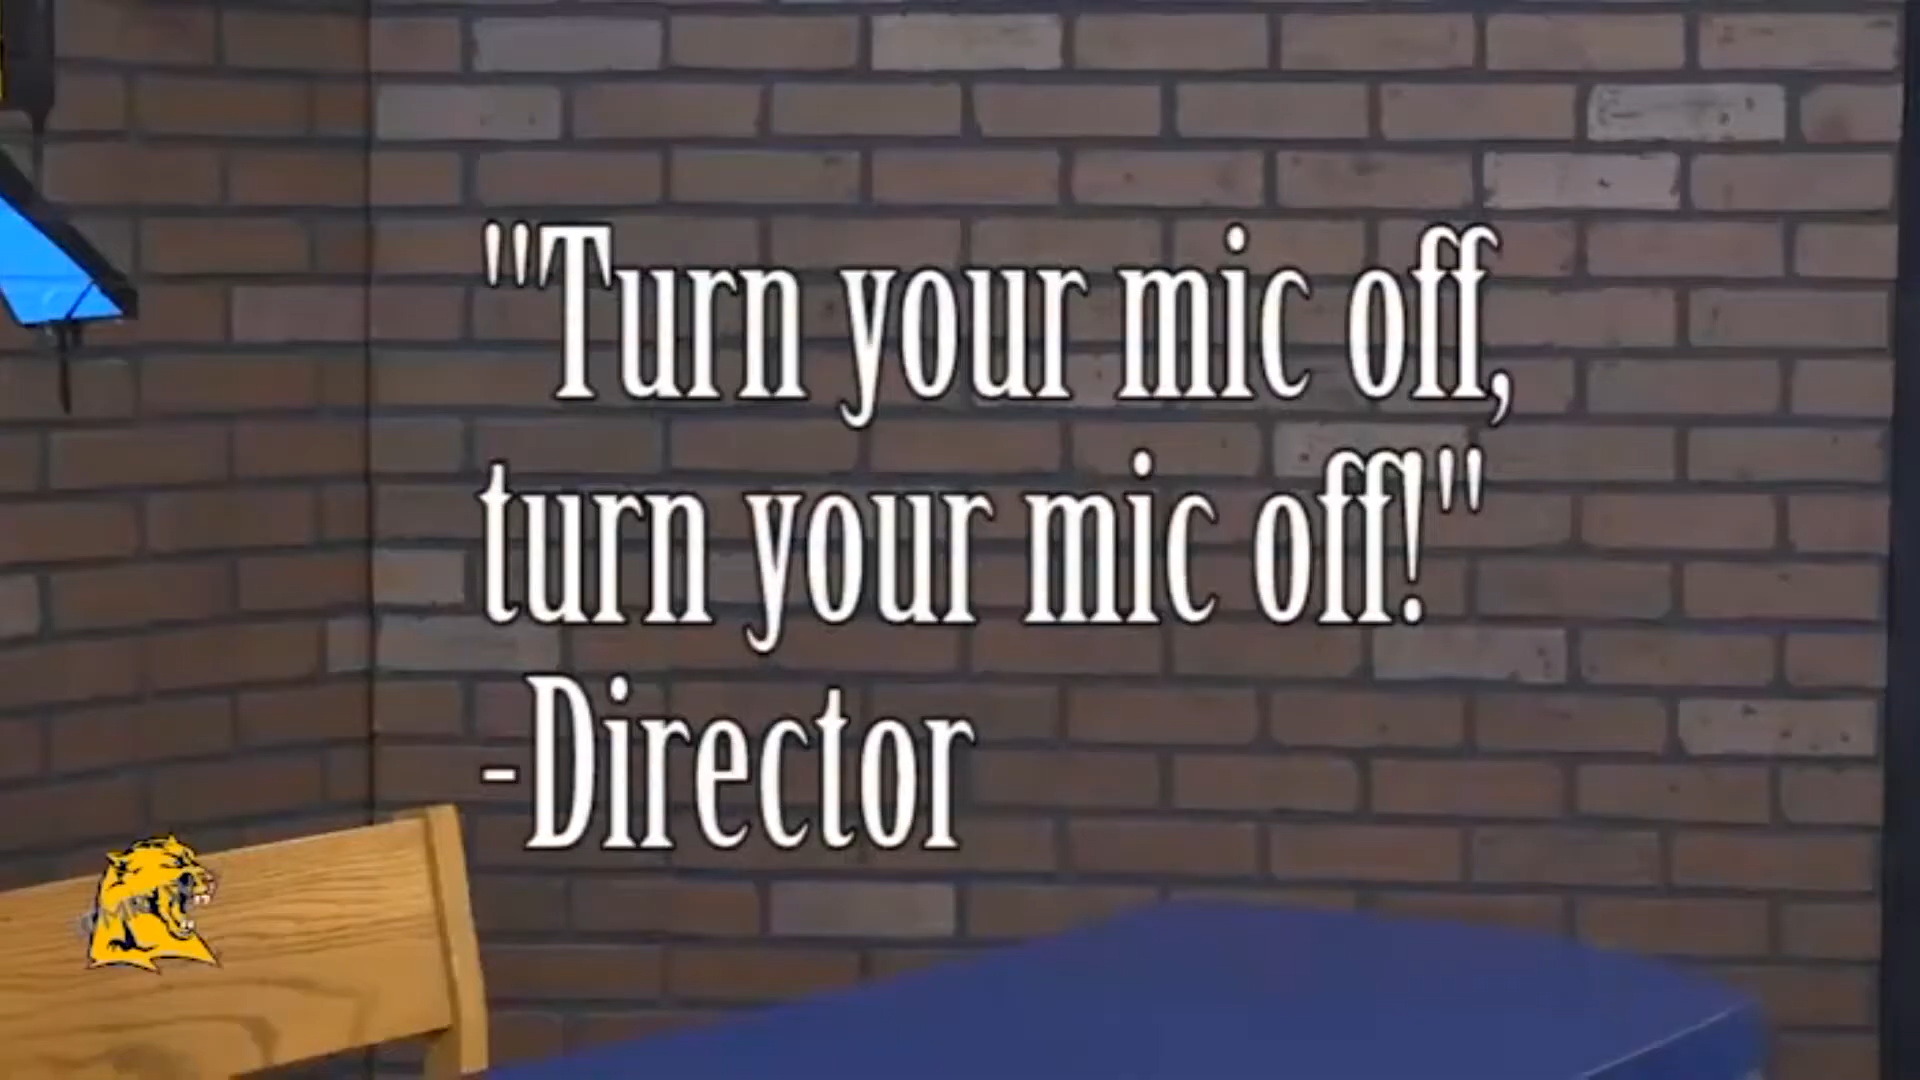 "Turn your mic off,
turn your mic off!"
-Director